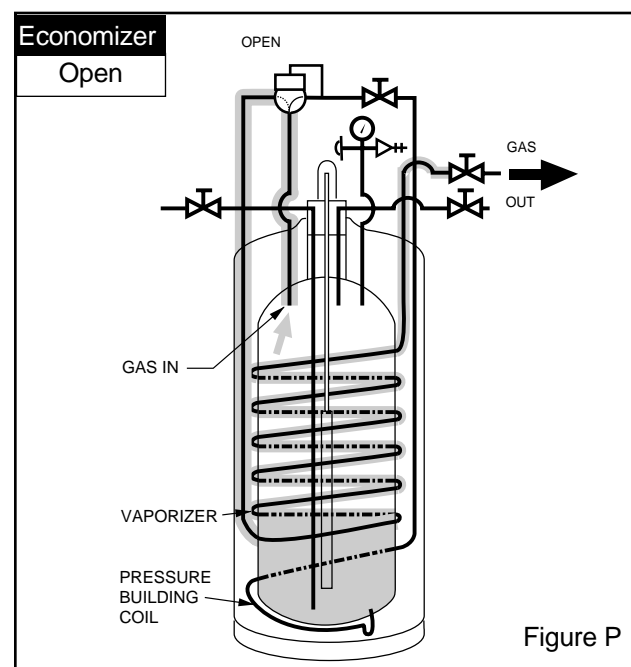 Economizer
Open
OPEN
GAS
OUT
GAS IN
VAPORIZER
PRESSURE
BUILDING
COIL
Figure P